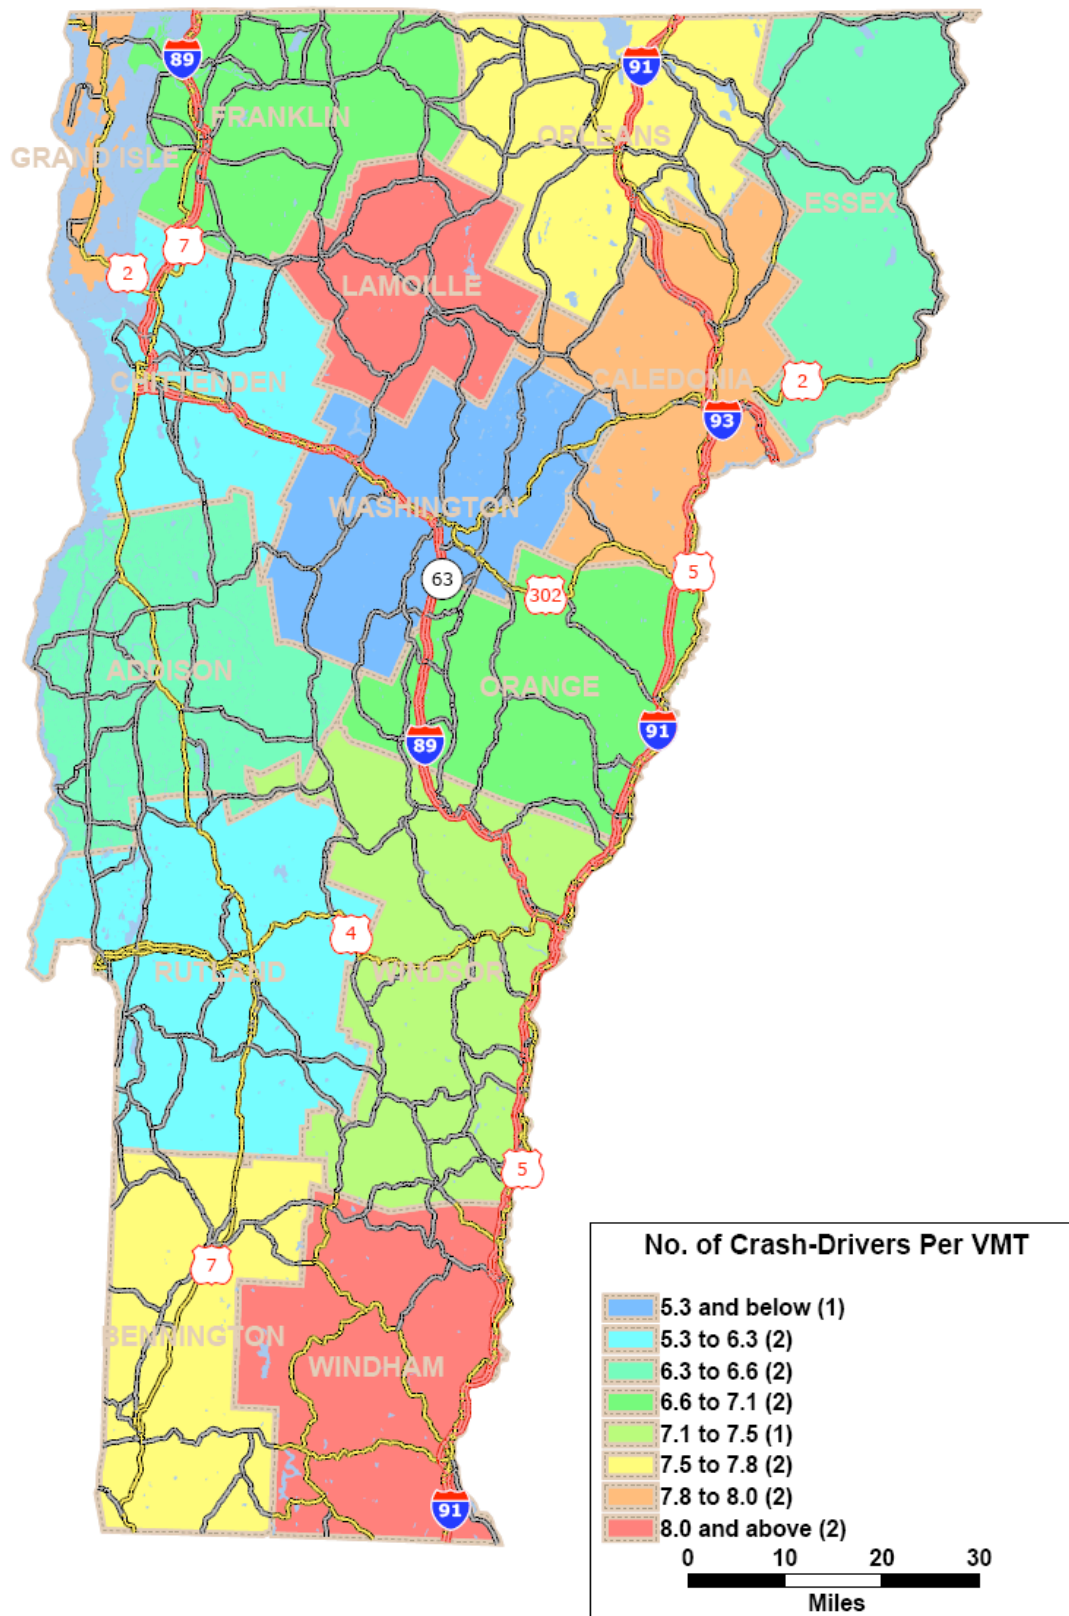 89
91
FRANKLIN
ORLEANS
GRAND ISLE
ESSEX
7
2
LAMOILLE
CHITTENDEN
CALEDONIA
2
93
WASHINGTON
5
63
302
ADDISON
ORANGE
91
89
4
RUTLAND
WINDSOR
5
7
BENNINGTON
WINDHAM
91
No. of Crash-Drivers Per VMT
5.3 and below (1)
5.3 to 6.3 (2)
6.3 to 6.6 (2)
6.6 to 7.1 (2)
7.1 to 7.5 (1)
7.5 to 7.8 (2)
7.8 to 8.0 (2)
8.0 and above (2)
0 10 20 30
Miles